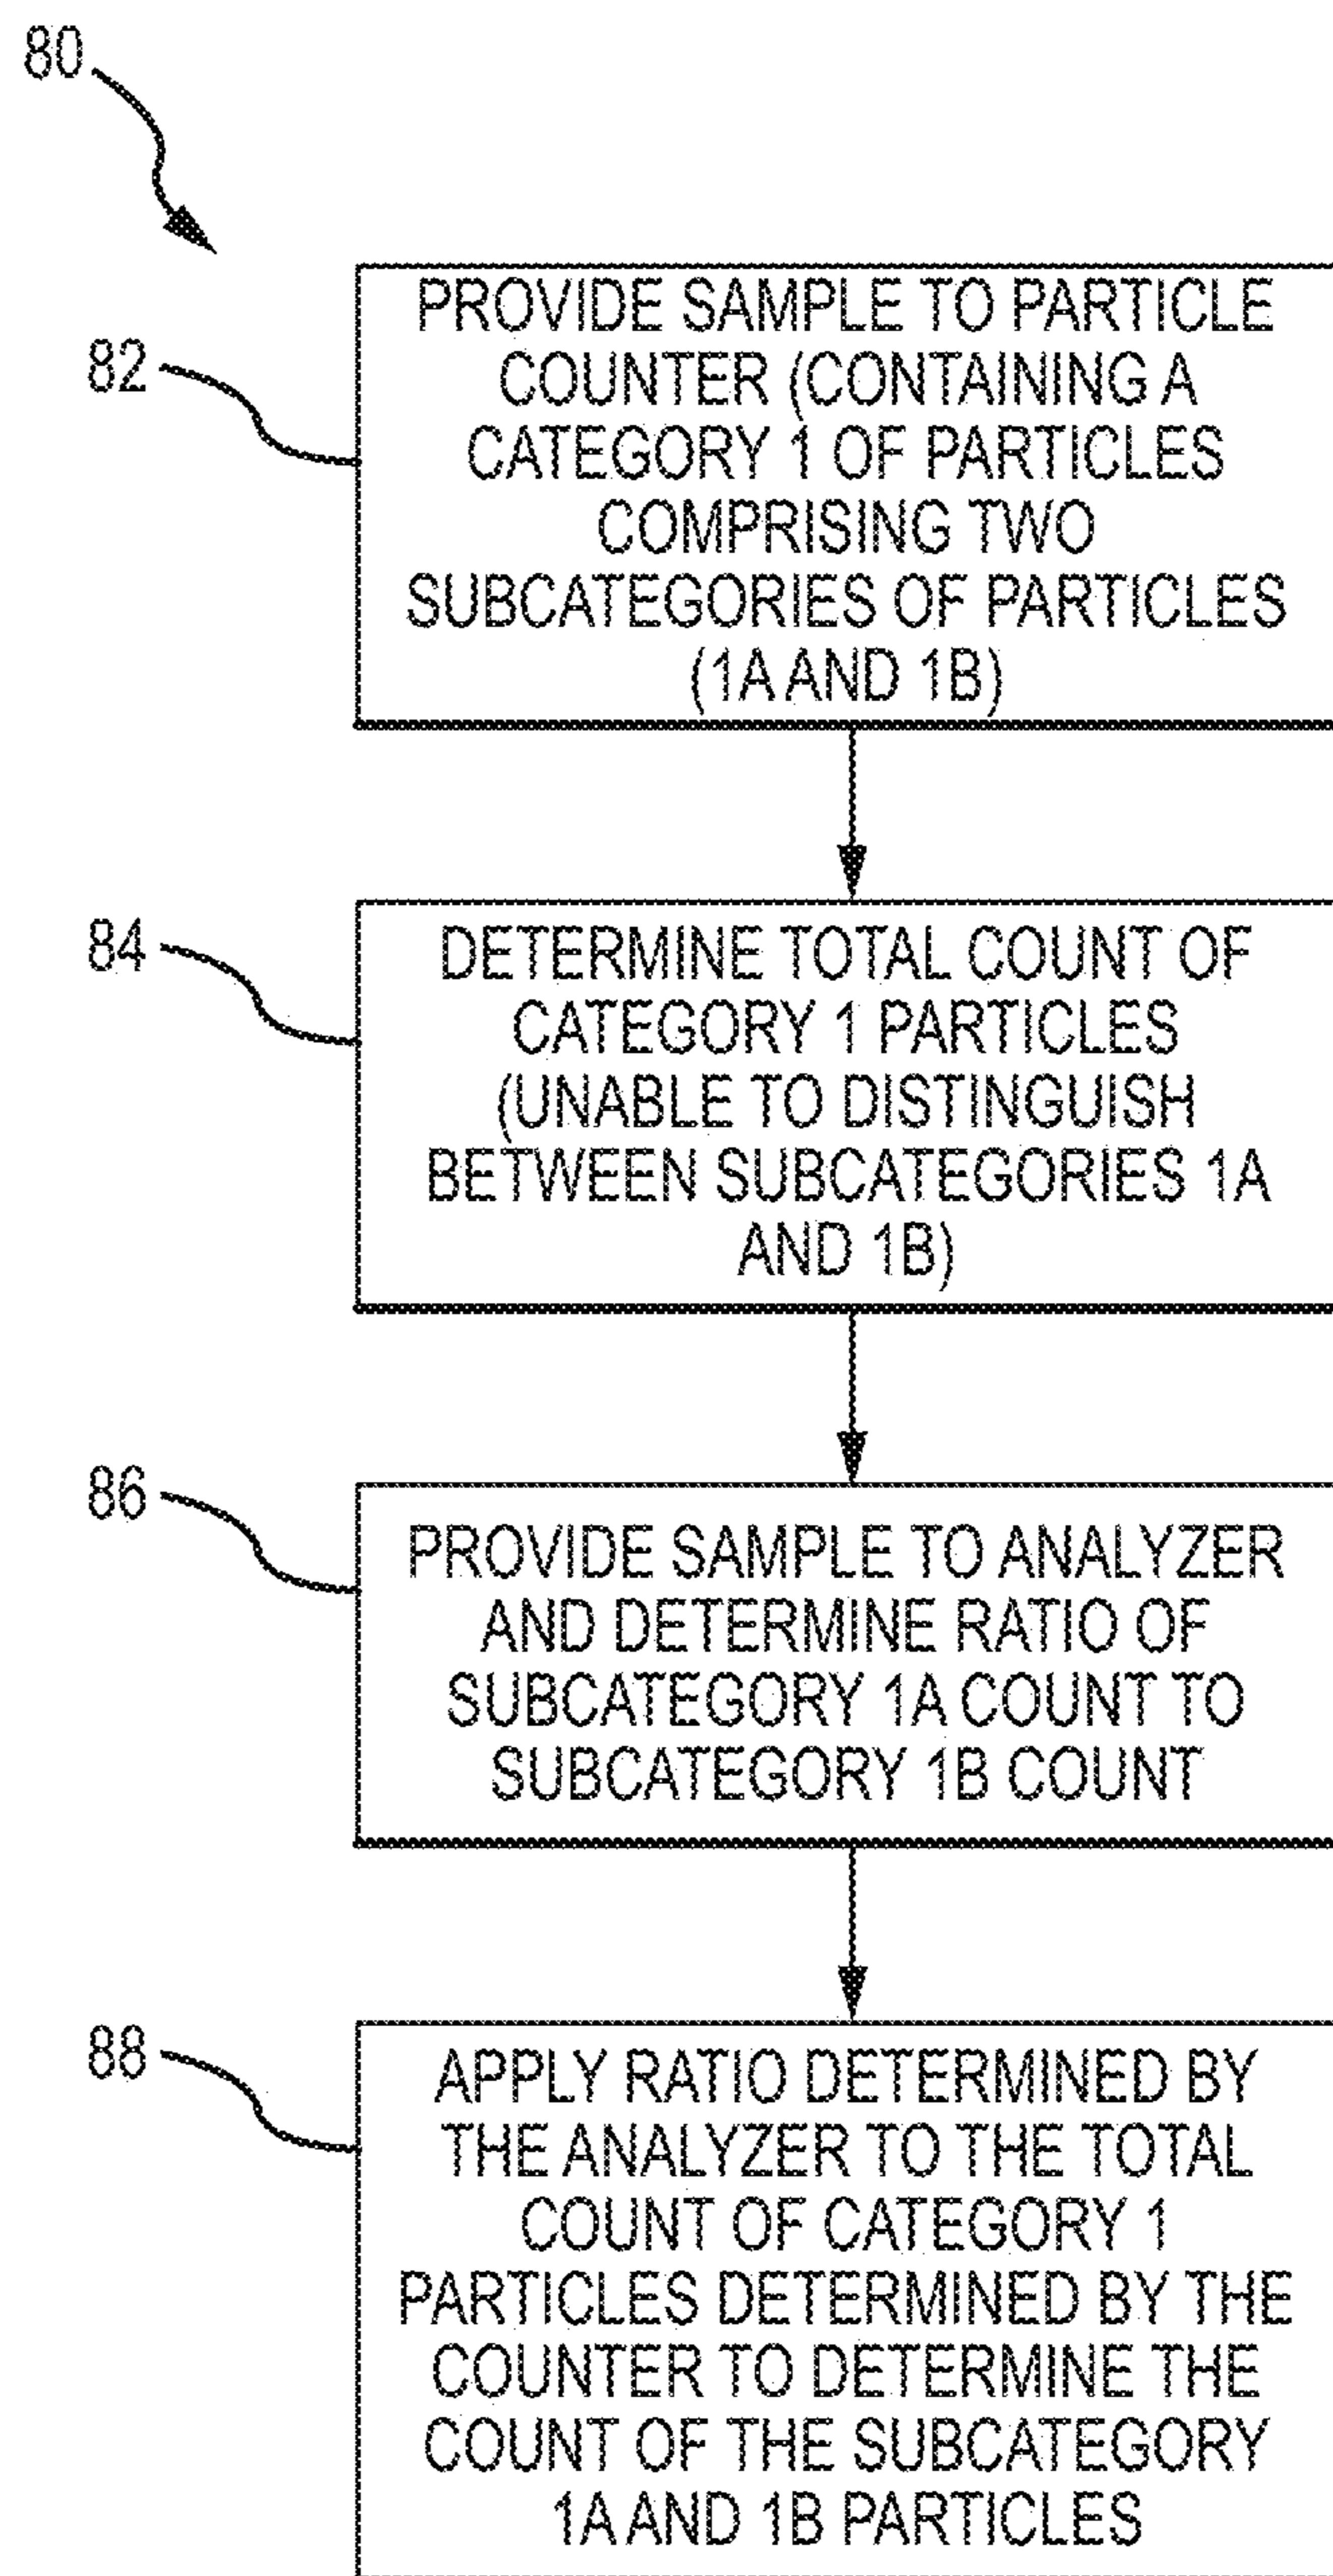 80
82
PROVIDE SAMPLE TO PARTICLE
COUNTER (CONTAINING A
CATEGORY 1 OF PARTICLES
COMPRISING TWO
SUBCATEGORIES OF PARTICLES
(1A AND 1B)
84
DETERMINE TOTAL COUNT OF
CATEGORY 1 PARTICLES
(UNABLE TO DISTINGUISH
BETWEEN SUBCATEGORIES 1A
AND 1B)
86
PROVIDE SAMPLE TO ANALYZER
AND DETERMINE RATIO OF
SUBCATEGORY 1A COUNT TO
SUBCATEGORY 1B COUNT
88
APPLY RATIO DETERMINED BY
THE ANALYZER TO THE TOTAL
COUNT OF CATEGORY 1
PARTICLES DETERMINED BY THE
COUNTER TO DETERMINE THE
COUNT OF THE SUBCATEGORY
1A AND 1B PARTICLES